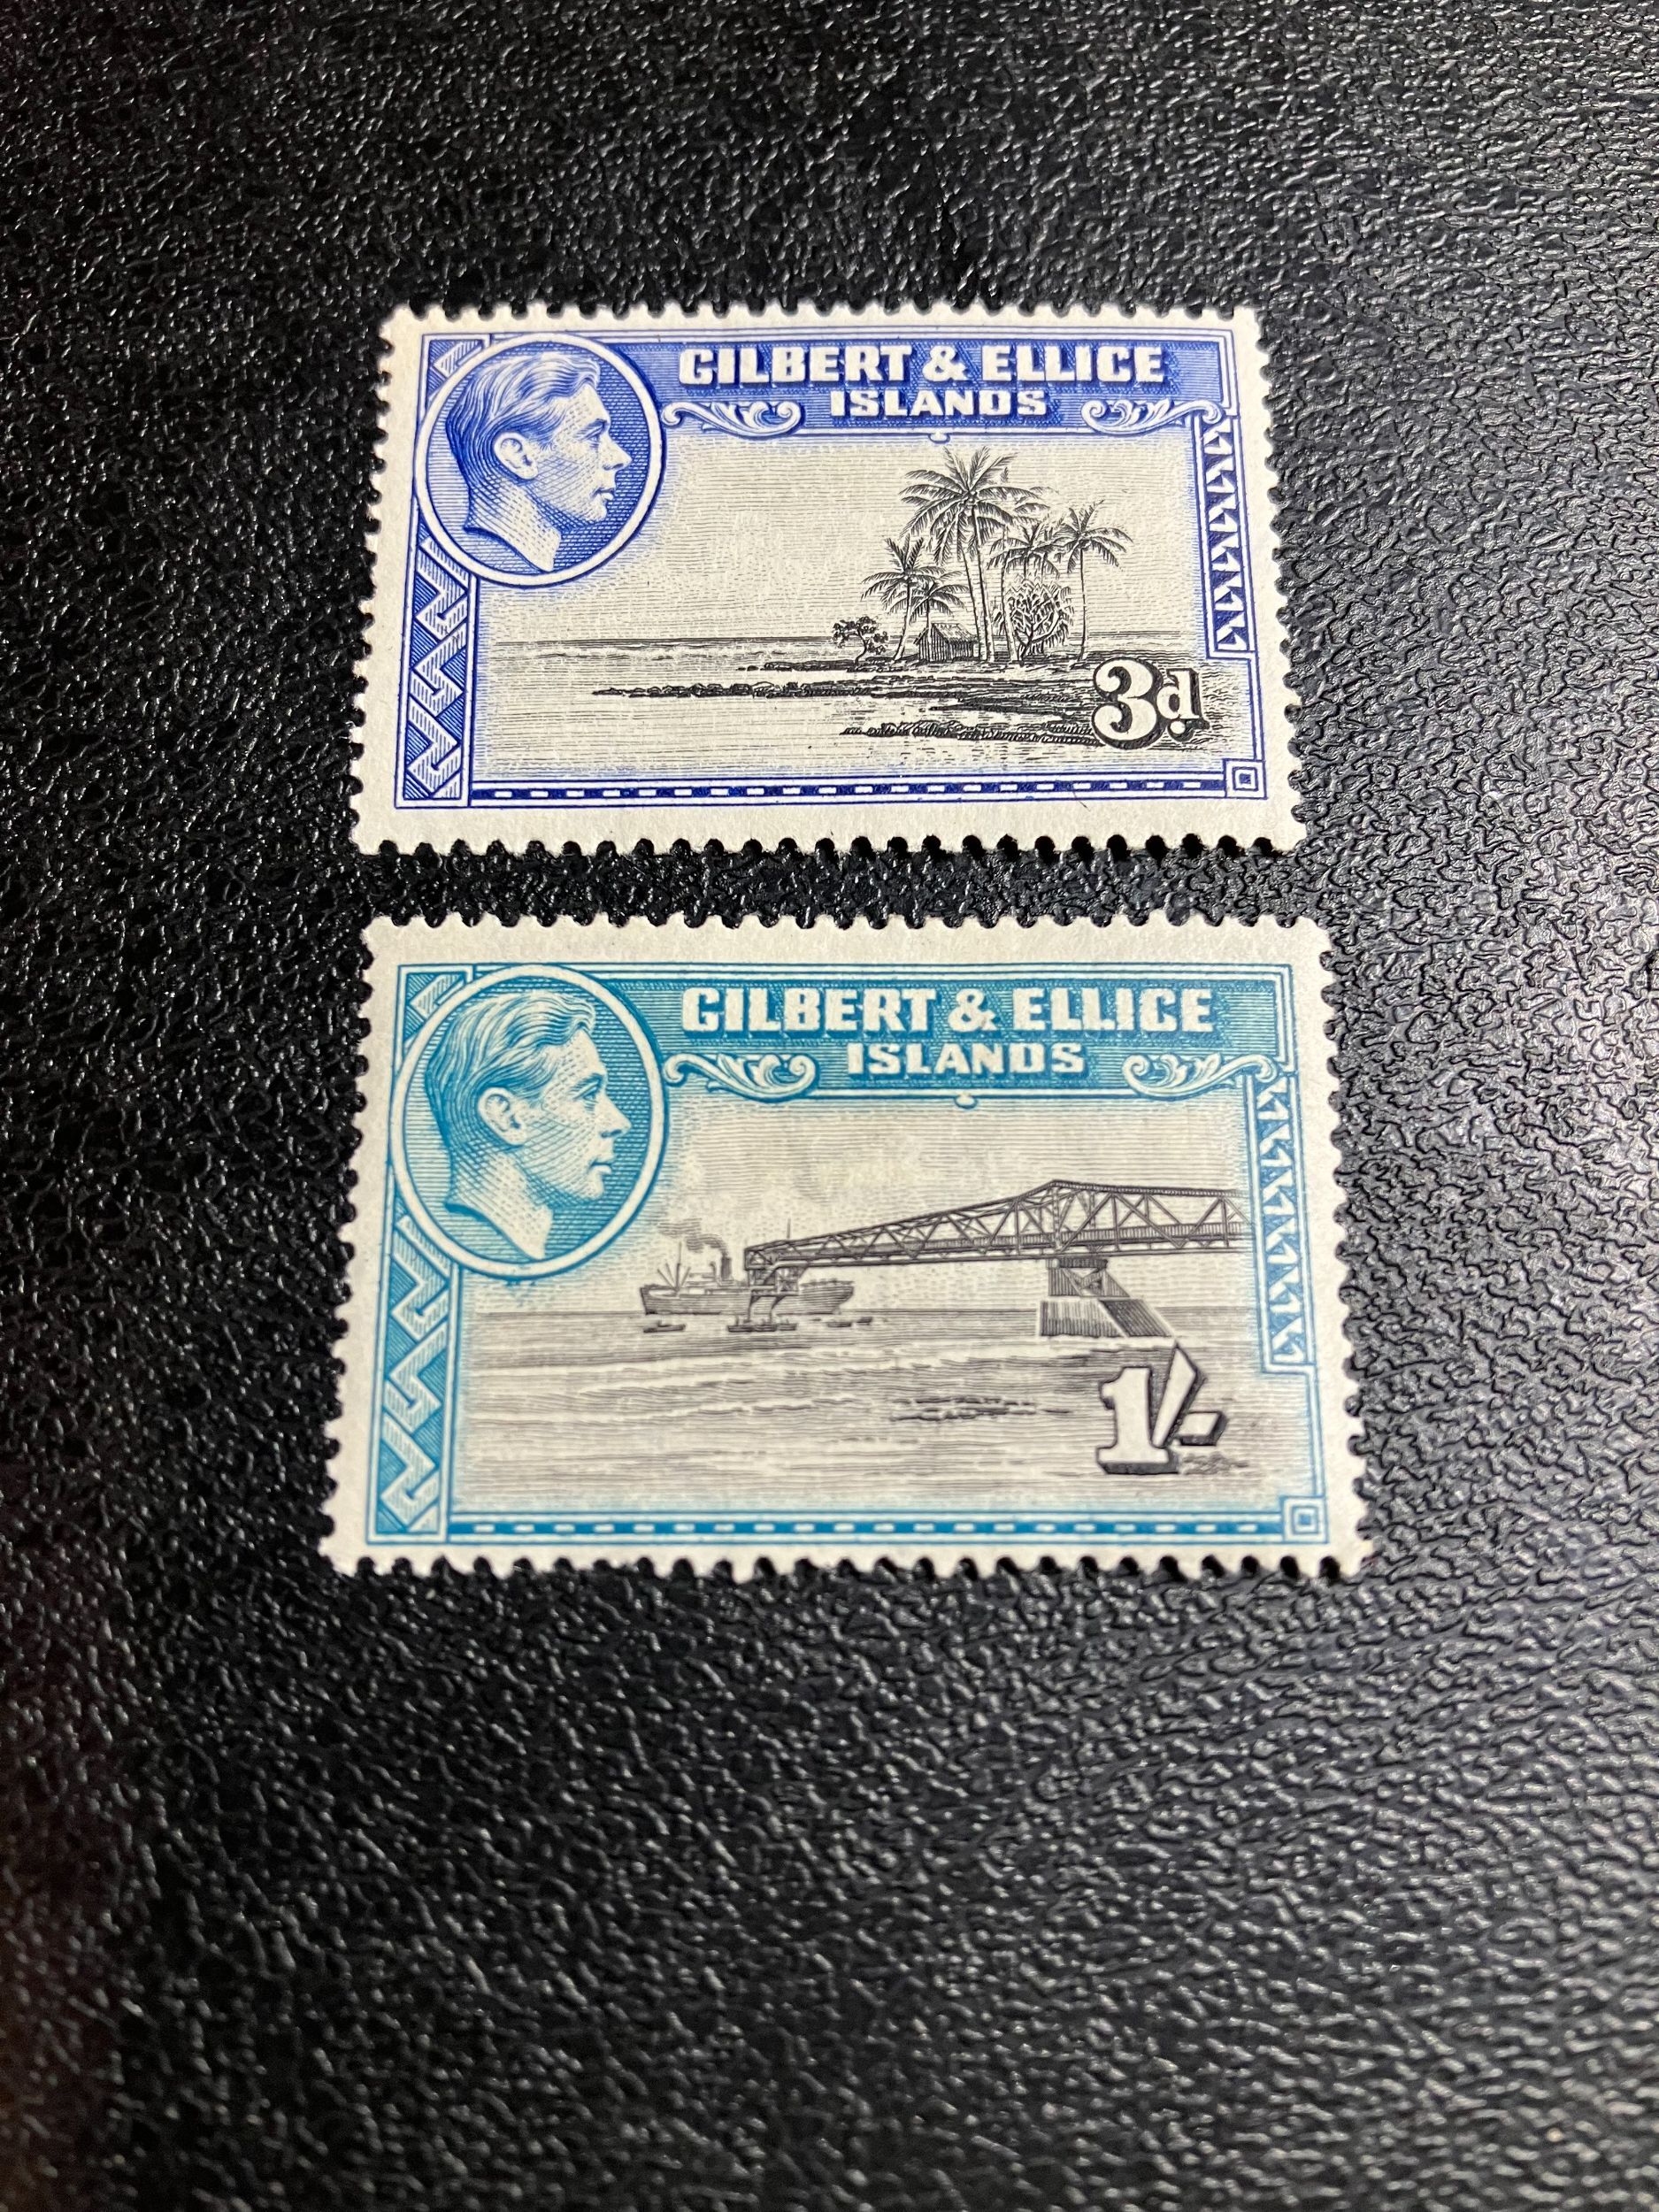 GILBERT & ELLICE
ISLANDS
3d
GILBERT & ELLICE
ISLANDS
1/-